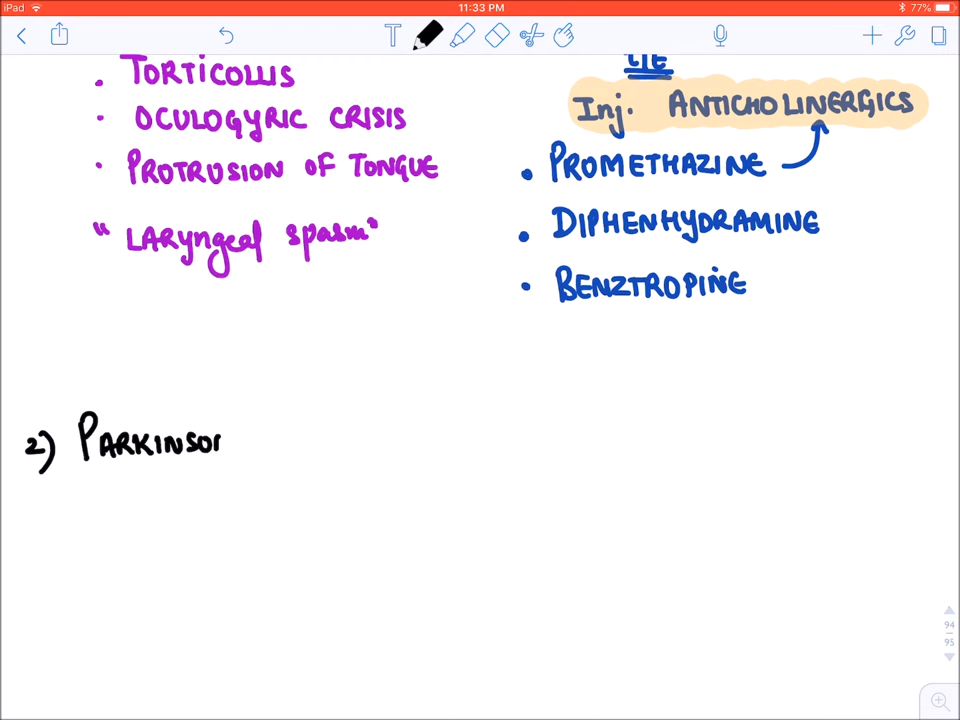 iPad 11:33 PM 77%
T
• TORTICOLLIS
• OCULOGYRIC CRISIS
• PROTRUSION OF TONGUE
" LARyngeal spasm"
Inj. ANTICHOLINERGICS
• PROMETHAZINE
• DIPHENHYDRAMINE
• BENZTROPINE
2) PARKINSO
94
95